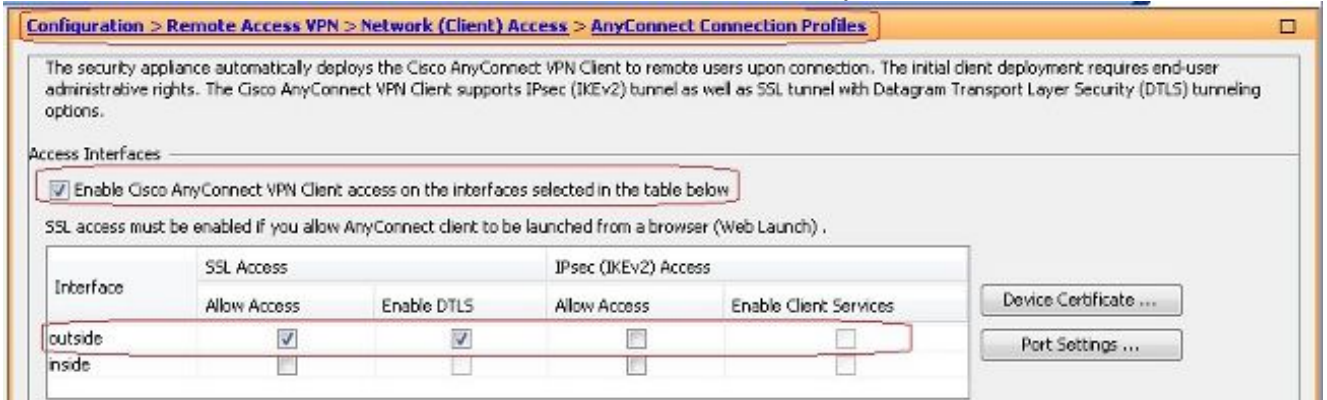 Configuration > Remote Access VPN > Network (Client) Access > AnyConnect Connection Profiles
The security appliance automatically deploys the Cisco AnyConnect VPN Client to remote users upon connection. The initial client deployment requires end-user
administrative rights. The Cisco AnyConnect VPN Client supports IPsec (IKEv2) tunnel as well as SSL tunnel with Datagram Transport Layer Security (DTLS) tunneling
options.
Access Interfaces
Enable Cisco AnyConnect VPN Client access on the interfaces selected in the table below
SSL access must be enabled if you allow AnyConnect client to be launched from a browser (Web Launch) .
Interface
SSL Access
IPsec (IKEv2) Access
Allow Access
Enable DTLS
Allow Access
Enable Client Services
outside
inside
Device Certificate ...
Port Settings ...